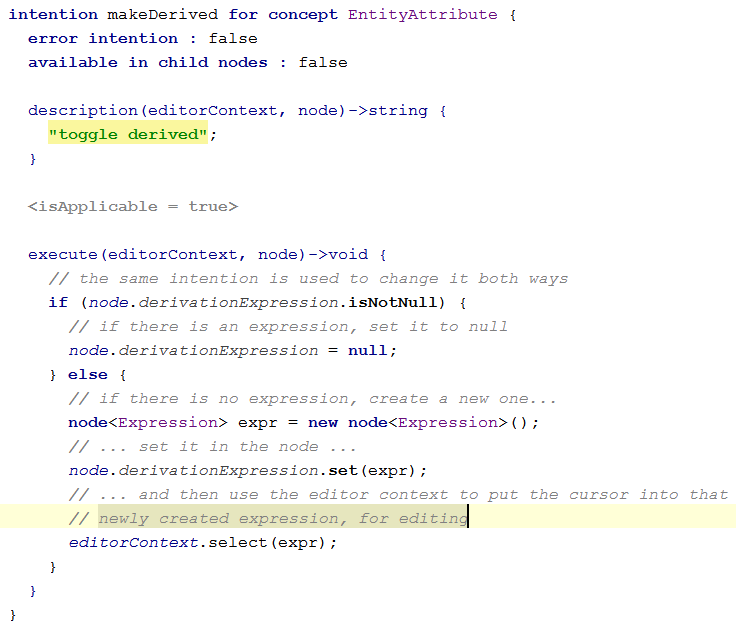 intention makeDerived for concept EntityAttribute {
  error intention : false
  available in child nodes : false

  description(editorContext, node)->string {
    "toggle derived";
  }

  <isApplicable = true>

  execute(editorContext, node)->void {
    // the same intention is used to change it both ways
    if (node.derivationExpression.isNotNull) {
      // if there is an expression, set it to null
      node.derivationExpression = null;
    } else {
      // if there is no expression, create a new one...
      node<Expression> expr = new node<Expression>();
      // ... set it in the node ...
      node.derivationExpression.set(expr);
      // ... and then use the editor context to put the cursor into that
      // newly created expression, for editing
      editorContext.select(expr);
    }
  }
}